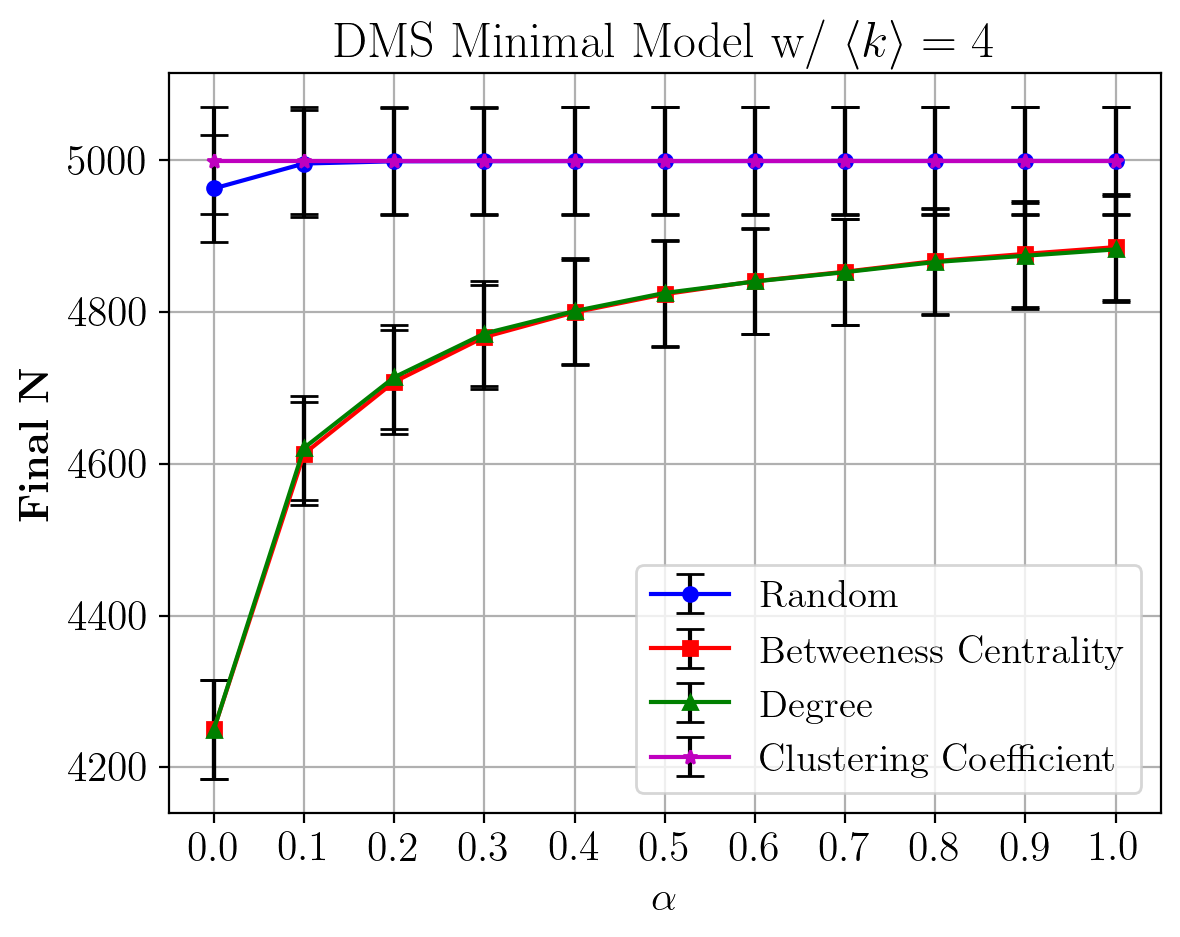 DMS Minimal Model w/ ⟨k⟩ = 4
Final N
5000
4800
4600
4400
4200
Random
Betweeness Centrality
Degree
Clustering Coefficient
0.0 0.1 0.2 0.3 0.4 0.5 0.6 0.7 0.8 0.9 1.0
α